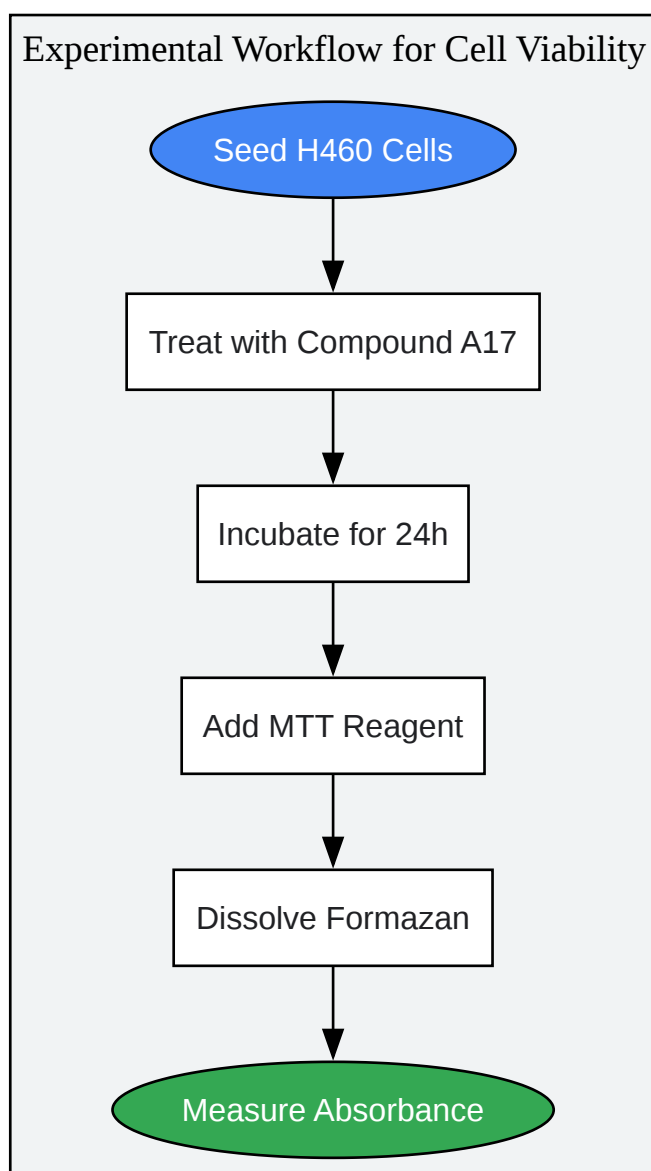 Experimental Workflow for Cell Viability
Seed H460 Cells
Treat with Compound A17
Incubate for 24h
Add MTT Reagent
Dissolve Formazan
Measure Absorbance